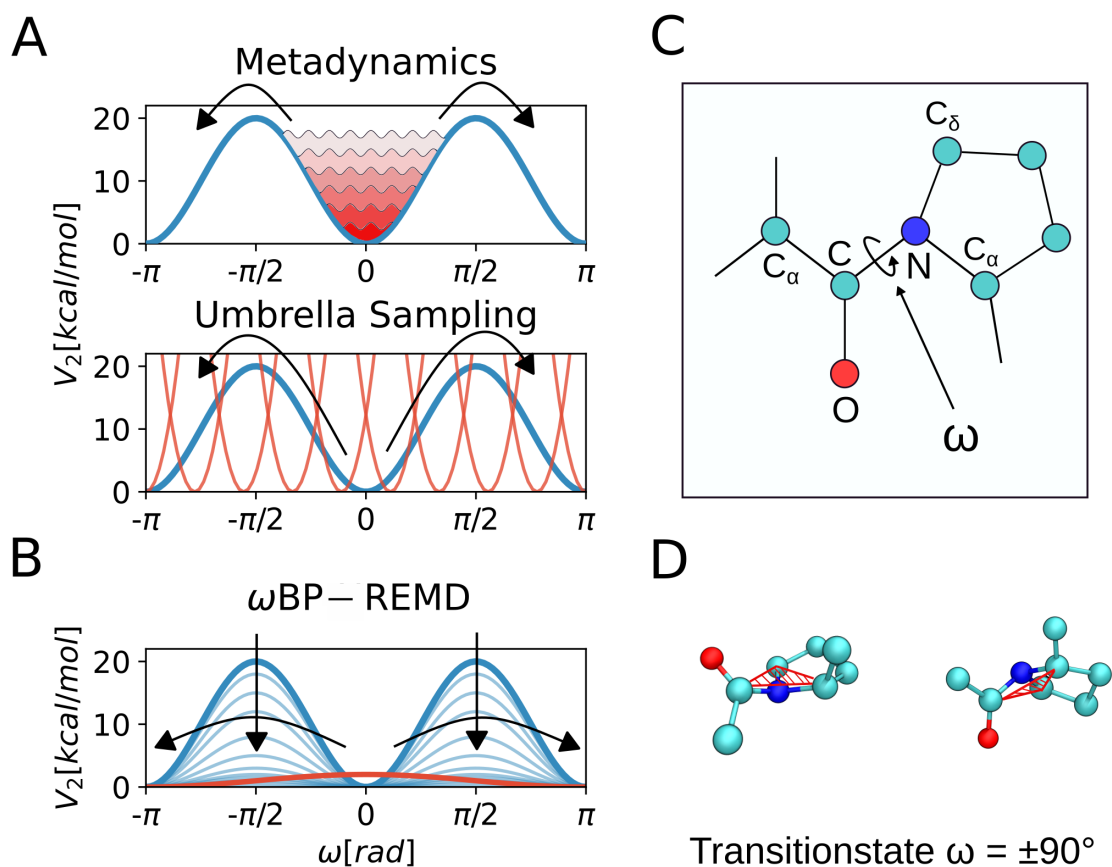 A
Metadynamics
20
10
0
-π
-π/2
0
π/2
π
V₂[kcal/mol]
Umbrella Sampling
20
10
0
-π
-π/2
0
π/2
π
B
ωBP− REMD
V₂[kcal/mol]
20
10
0
-π
-π/2
0
π/2
π
ω[rad]
C
Cδ
Cα
C
N
Cα
O
ω
D
Transitionstate ω = ±90°